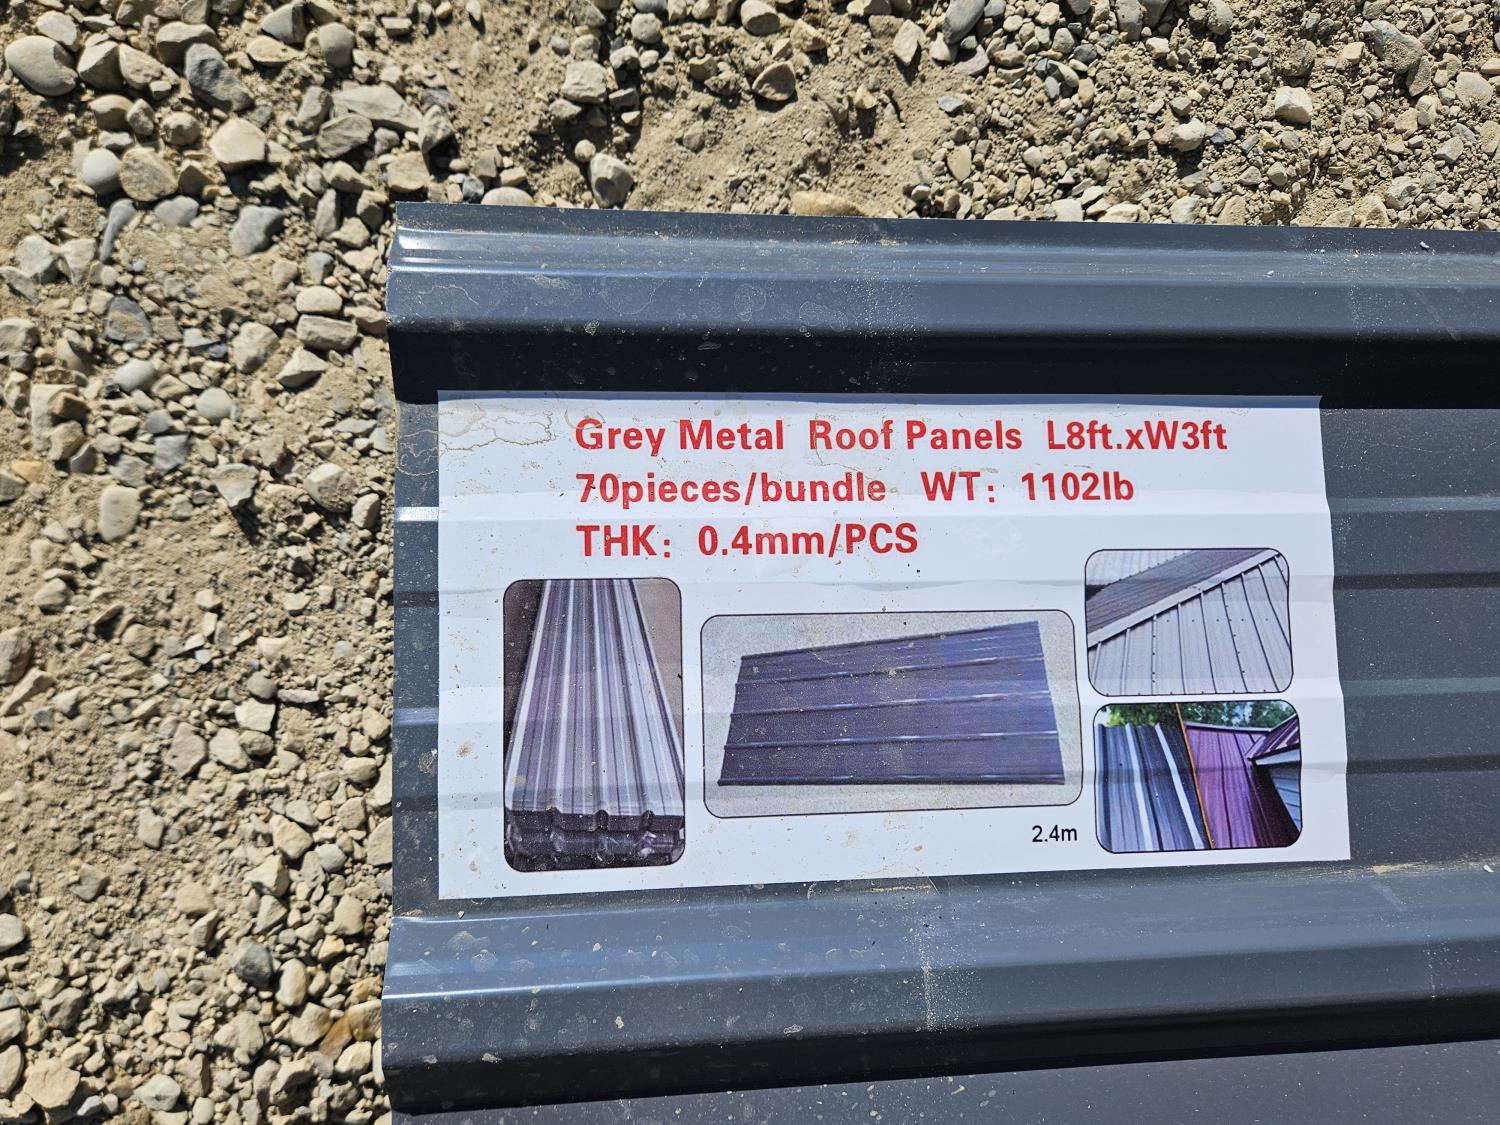 Grey Metal Roof Panels L8ft.xW3ft
70pieces/bundle WT: 1102lb
THK: 0.4mm/PCS
2.4m